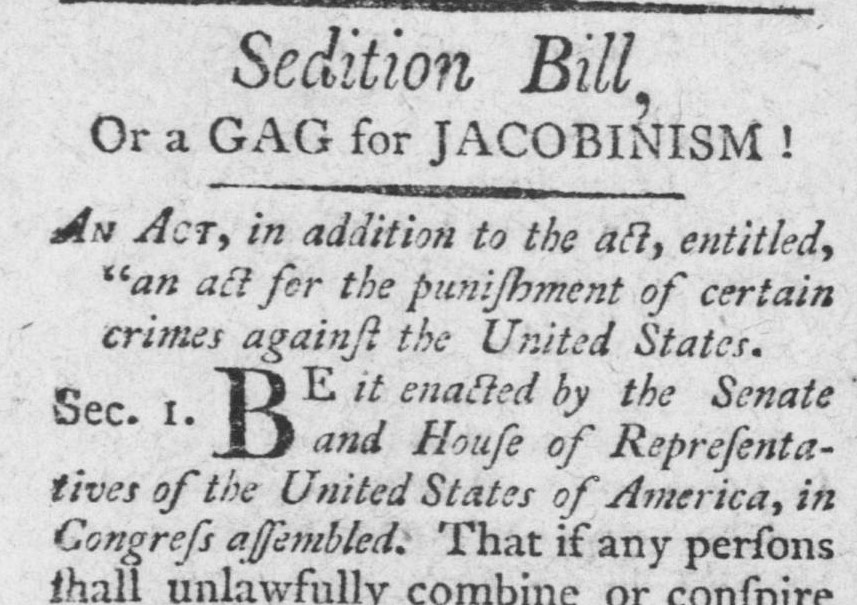 Sedition Bill,
Or a GAG for JACOBINISM !
AN ACT, in addition to the act, entitled,
“an act for the puniſhment of certain
crimes againſt the United States.
Sec. 1. BE it enacted by the Senate
and Houſe of Repreſenta-
tives of the United States of America, in
Congreſs aſſembled. That if any perſons
ſhall unlawfully combine or conſpire